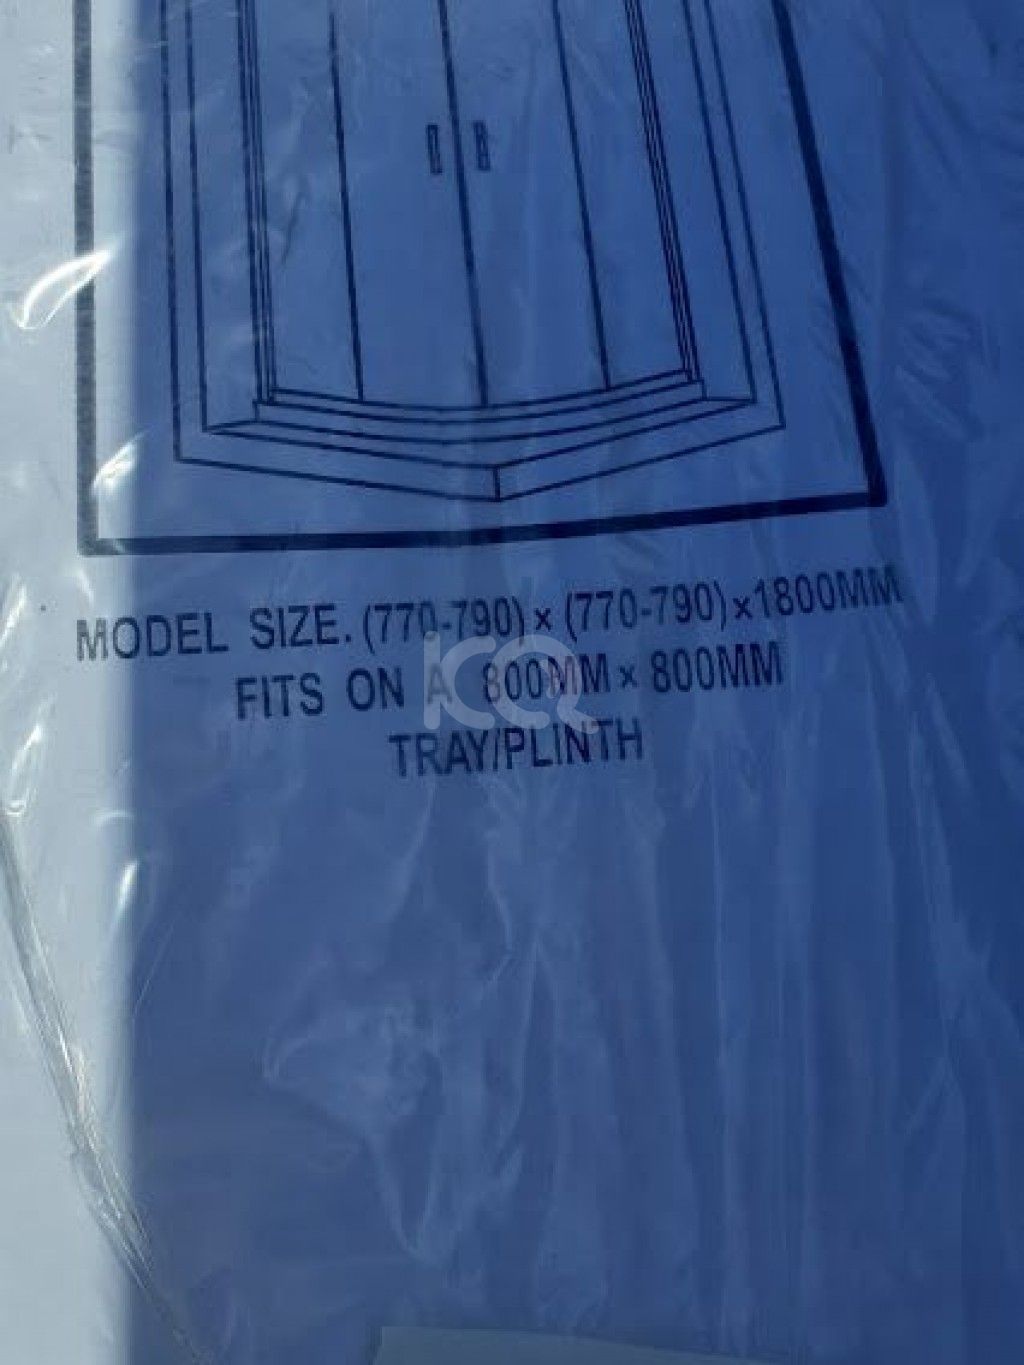 MODEL SIZE. (770-790) × (770-790) ×1800MM
FITS ON A 800MM × 800MM
TRAY/PLINTH